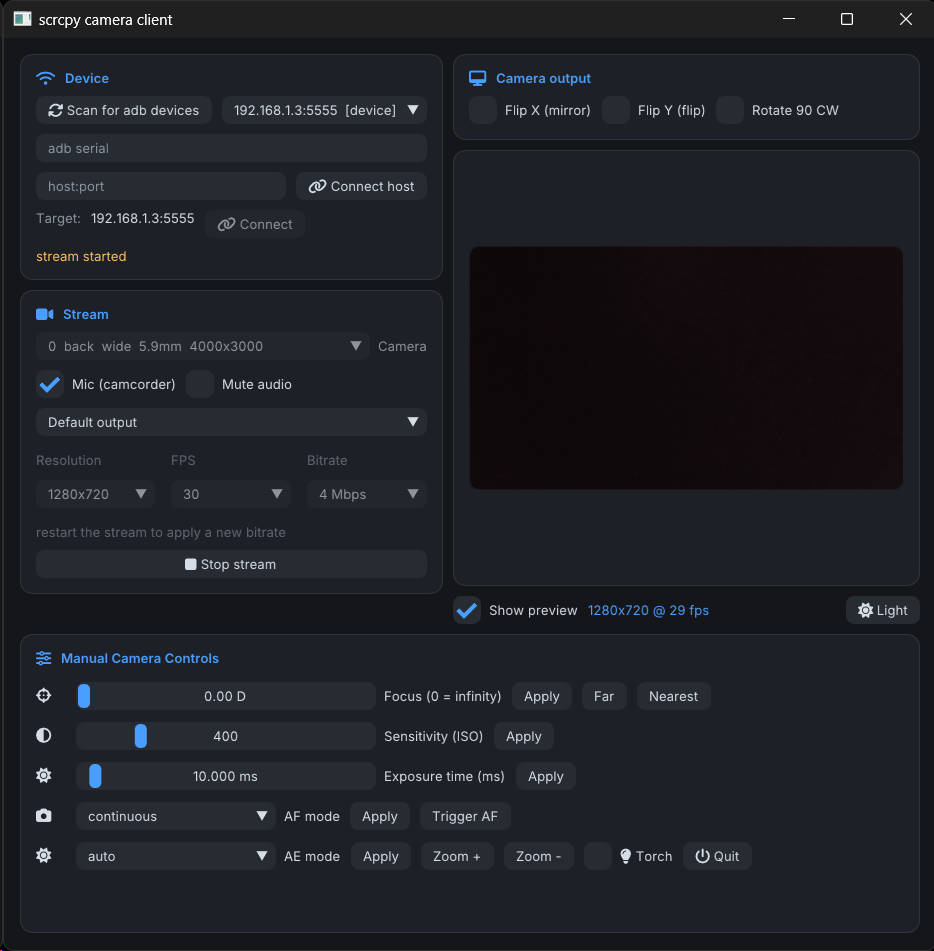 scrcpy camera client
Device
Scan for adb devices
192.168.1.3:5555 [device]
adb serial
host:port
Connect host
Target: 192.168.1.3:5555
Connect
stream started
Stream
0 back wide 5.9mm 4000x3000
Camera
Mic (camcorder)
Mute audio
Default output
Resolution
FPS
Bitrate
1280x720
30
4 Mbps
restart the stream to apply a new bitrate
Stop stream
Camera output
Flip X (mirror)
Flip Y (flip)
Rotate 90 CW
Show preview
1280x720 @ 29 fps
Light
Manual Camera Controls
0.00 D
Focus (0 = infinity)
Apply
Far
Nearest
400
Sensitivity (ISO)
Apply
10.000 ms
Exposure time (ms)
Apply
continuous
AF mode
Apply
Trigger AF
auto
AE mode
Apply
Zoom +
Zoom -
Torch
Quit